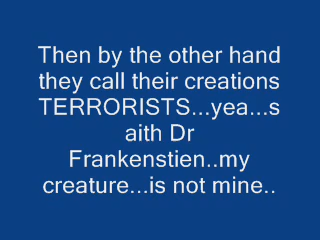 Then by the other hand
they call their creations
TERRORISTS...yea...s
aith Dr
Frankenstien..my
creature...is not mine..